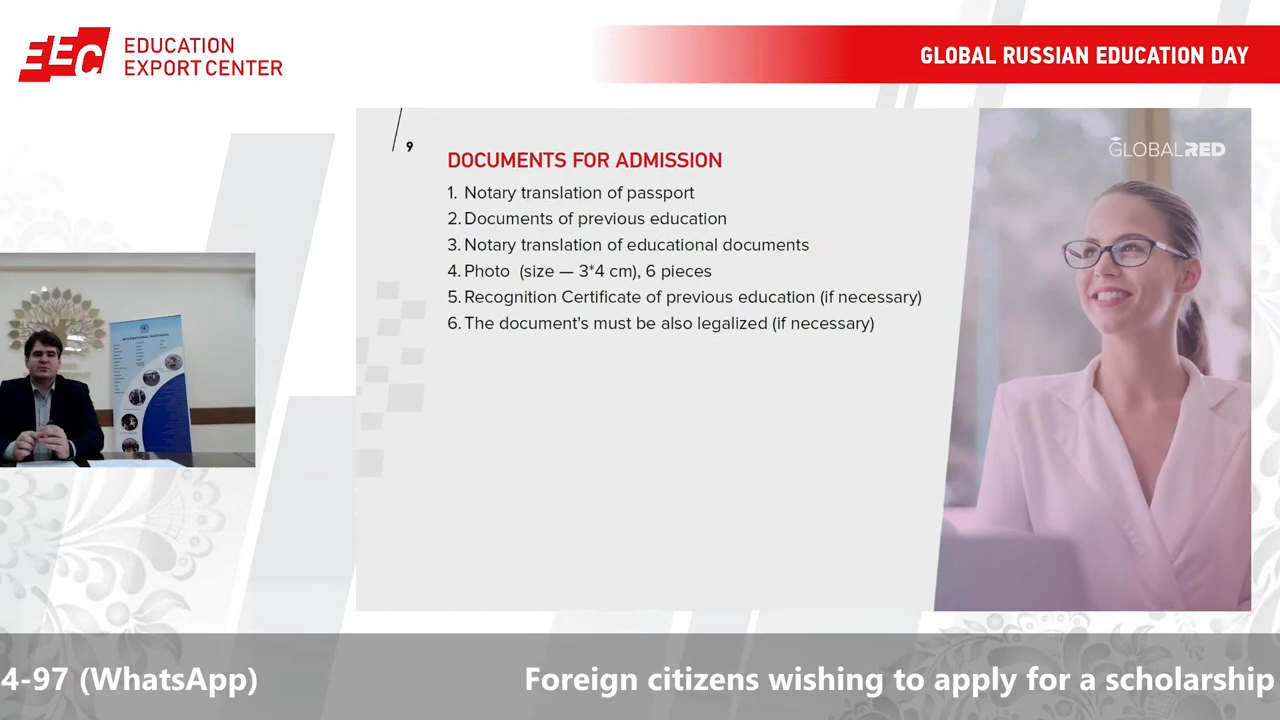 EDUCATION
EXPORT CENTER
EEC
GLOBAL RUSSIAN EDUCATION DAY
9
GLOBALRED
DOCUMENTS FOR ADMISSION
1. Notary translation of passport
2. Documents of previous education
3. Notary translation of educational documents
4. Photo (size — 3*4 cm), 6 pieces
5. Recognition Certificate of previous education (if necessary)
6. The document's must be also legalized (if necessary)
INTERNATIONAL PARTNERS
4-97 (WhatsApp)
Foreign citizens wishing to apply for a scholarship